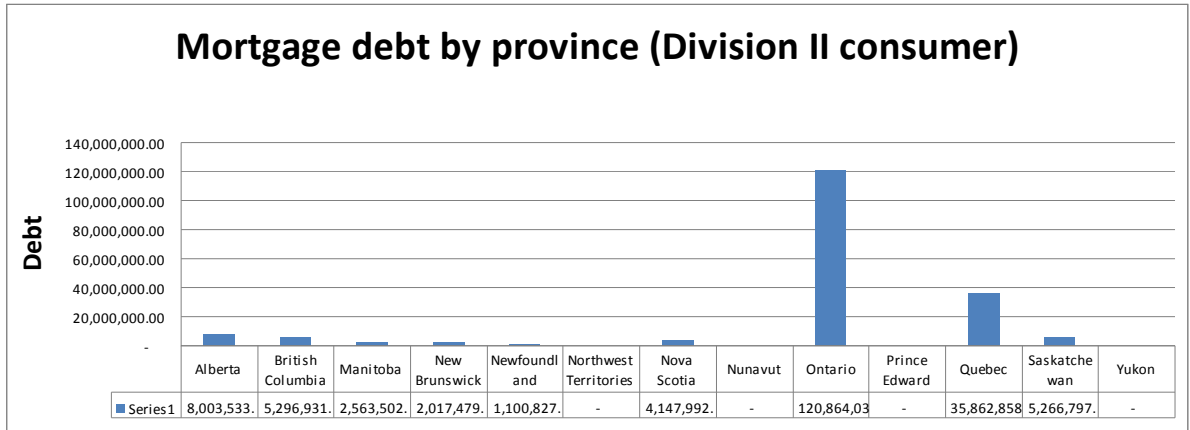 Mortgage debt by province (Division II consumer)
Debt
140,000,000.00
120,000,000.00
100,000,000.00
80,000,000.00
60,000,000.00
40,000,000.00
20,000,000.00
-
Alberta
British
Columbia
Manitoba
New
Brunswick
Newfoundl
and
Northwest
Territories
Nova
Scotia
Nunavut
Ontario
Prince
Edward
Quebec
Saskatche
wan
Yukon
Series1 8,003,533. 5,296,931. 2,563,502. 2,017,479. 1,100,827. - 4,147,992. - 120,864,03 - 35,862,858 5,266,797. -